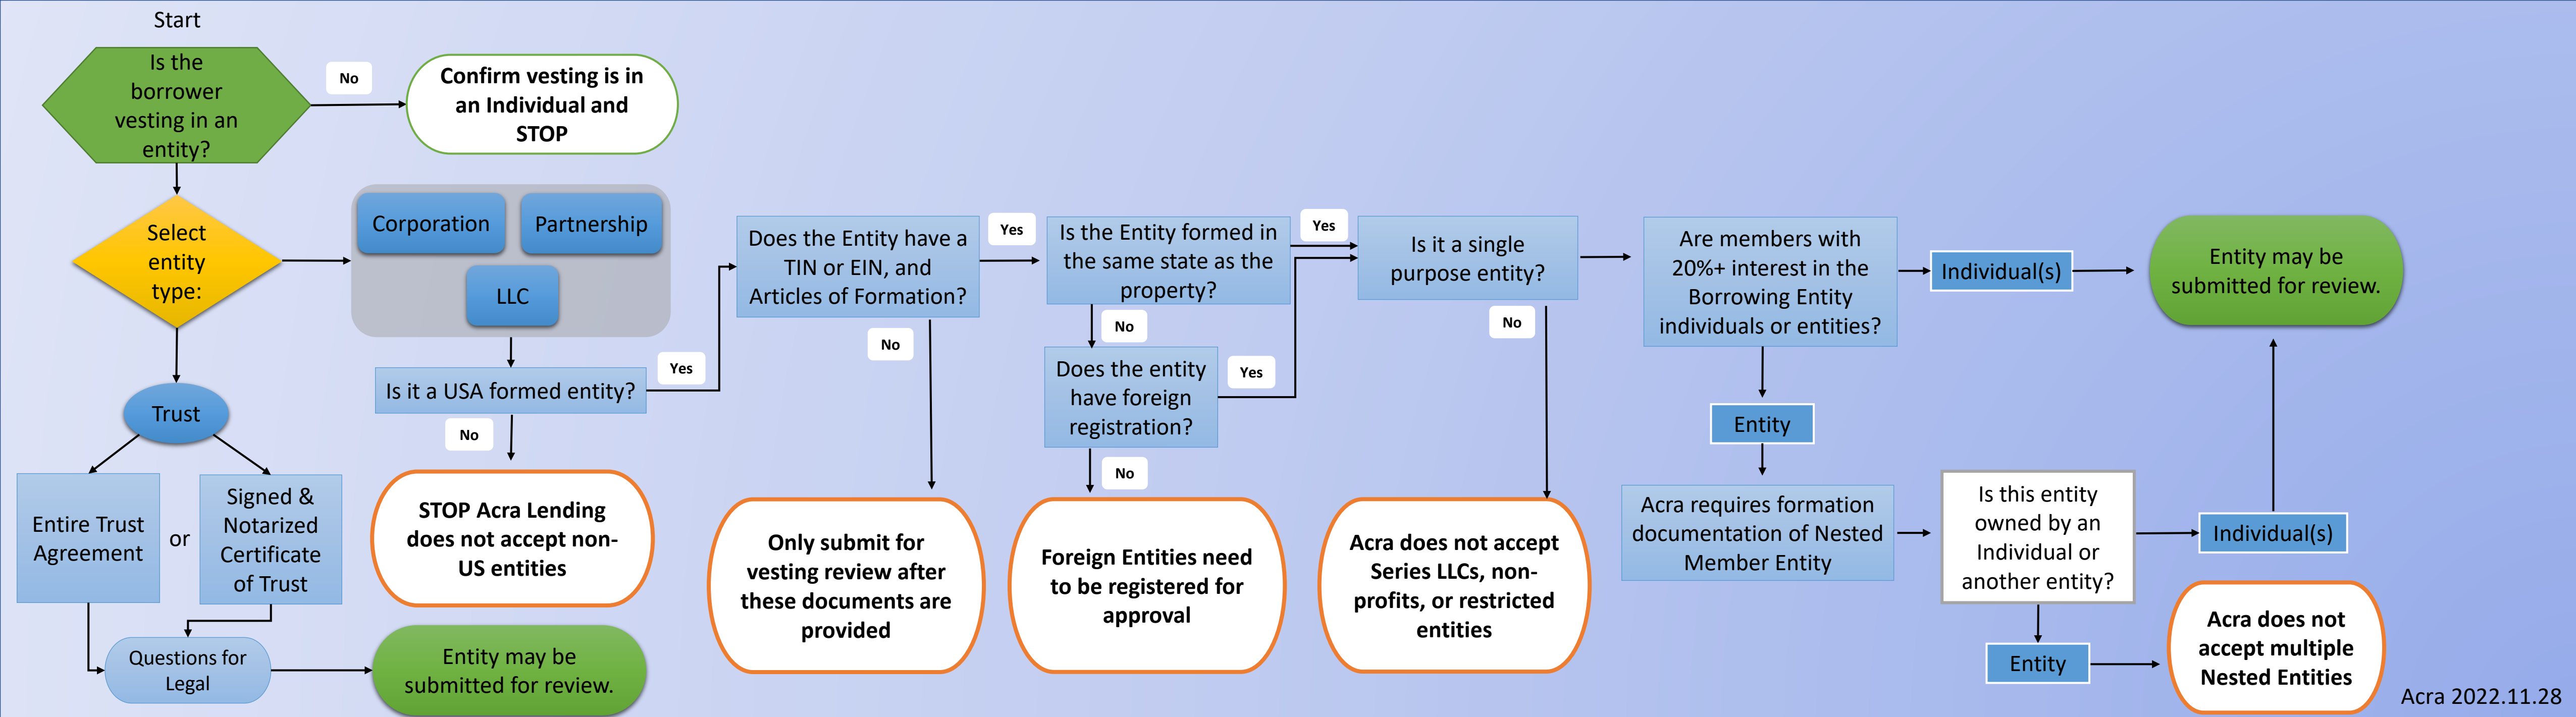 Start
Is the
borrower
vesting in an
entity?
No
Confirm vesting is in
an Individual and
STOP
Select
entity
type:
Corporation
Partnership
LLC
Is it a USA formed entity?
Yes
No
STOP Acra Lending
does not accept non-
US entities
Trust
Entire Trust
Agreement
or
Signed &
Notarized
Certificate
of Trust
Questions for
Legal
Entity may be
submitted for review.
Does the Entity have a
TIN or EIN, and
Articles of Formation?
Yes
No
Only submit for
vesting review after
these documents are
provided
Is the Entity formed in
the same state as the
property?
Yes
No
Does the entity
have foreign
registration?
Yes
No
Foreign Entities need
to be registered for
approval
Is it a single
purpose entity?
No
Acra does not accept
Series LLCs, non-
profits, or restricted
entities
Are members with
20%+ interest in the
Borrowing Entity
individuals or entities?
Individual(s)
Entity may be
submitted for review.
Entity
Acra requires formation
documentation of Nested
Member Entity
Is this entity
owned by an
Individual or
another entity?
Individual(s)
Entity
Acra does not
accept multiple
Nested Entities
Acra 2022.11.28